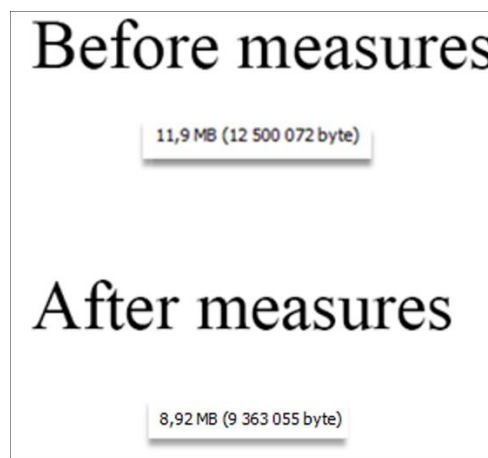 Before measures
11,9 MB (12 500 072 byte)
After measures
8,92 MB (9 363 055 byte)